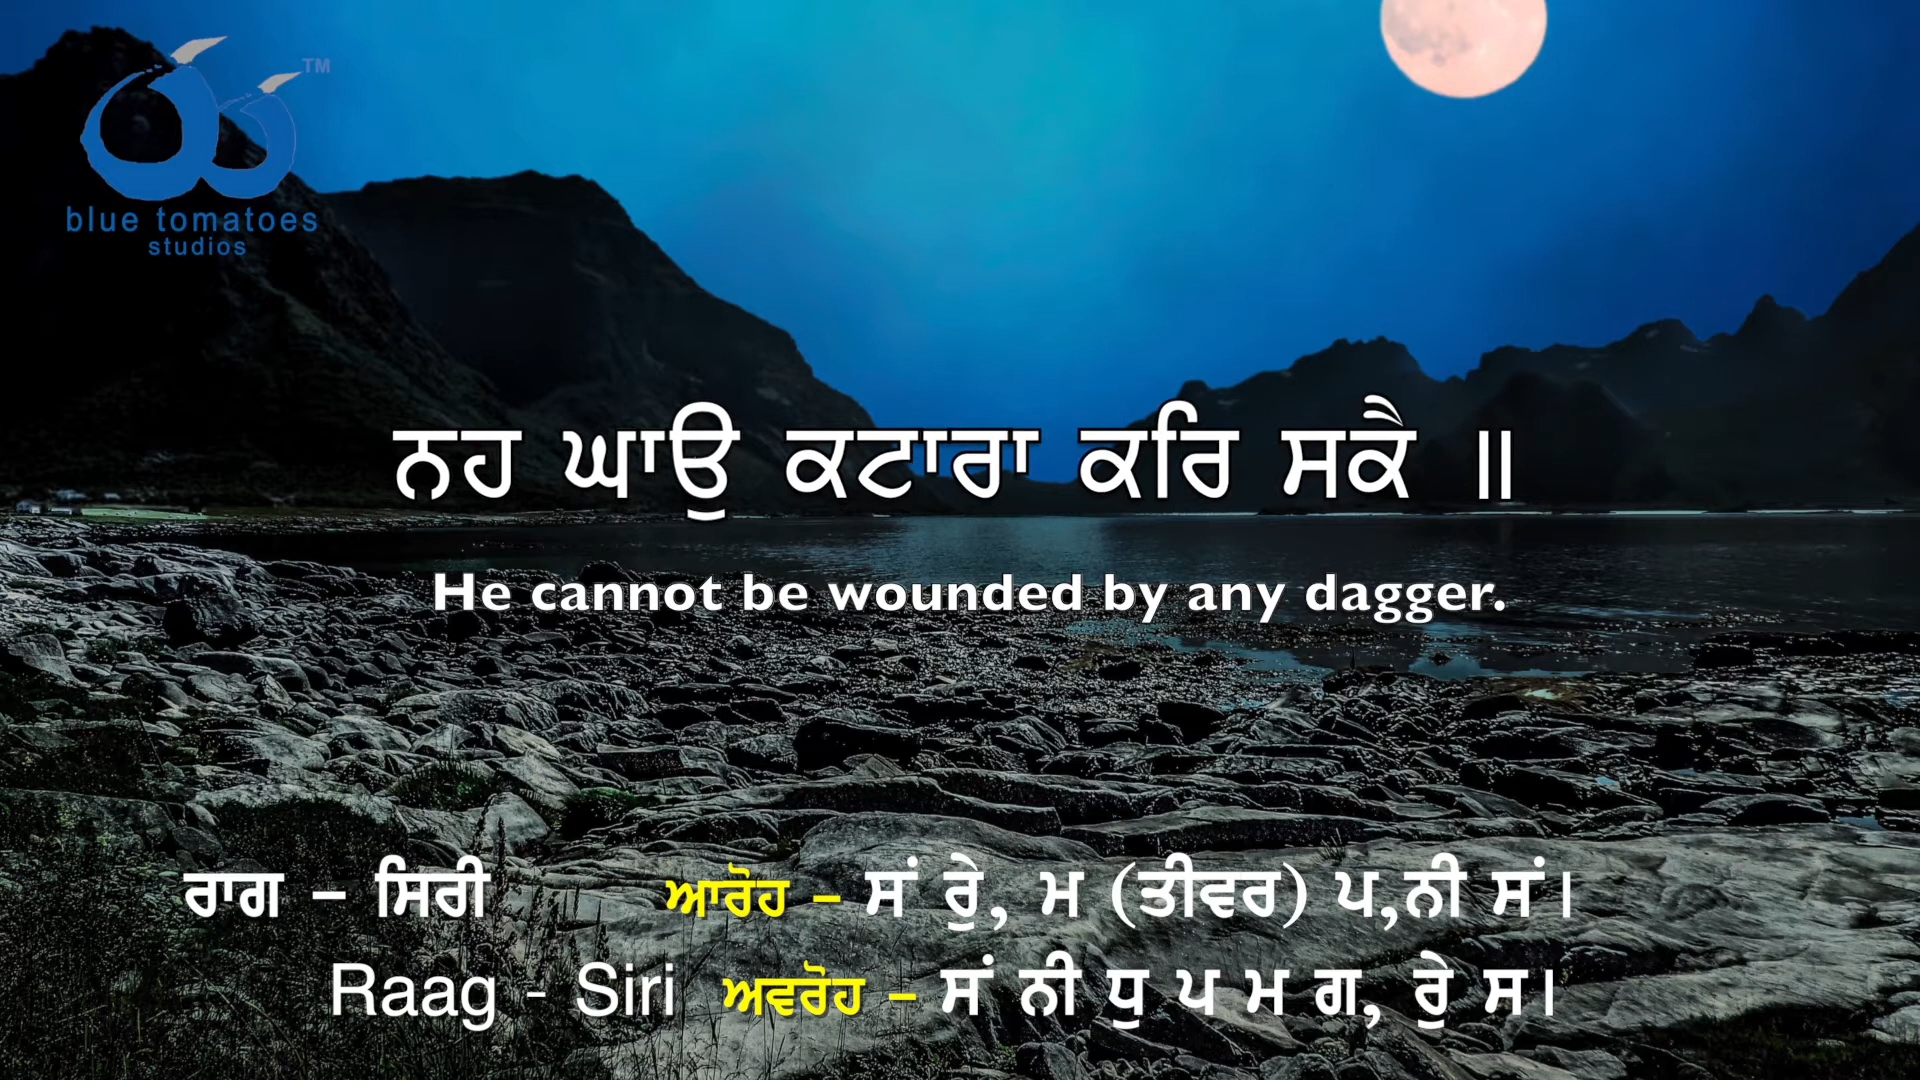 TM
blue tomatoes
studios
ਨਹ ਘਾਉ ਕਟਾਰਾ ਕਰਿ ਸਕੈ ॥
He cannot be wounded by any dagger.
ਰਾਗ – ਸਿਰੀ ਆਰੋਹ – ਸਂ ਰੇੁ, ਮ (ਤੀਵਰ) ਪ,ਨੀ ਸਂ।
Raag - Siri ਅਵਰੋਹ – ਸਂ ਨੀ ਧੁ ਪ ਮ ਗ, ਰੇੁ ਸ।